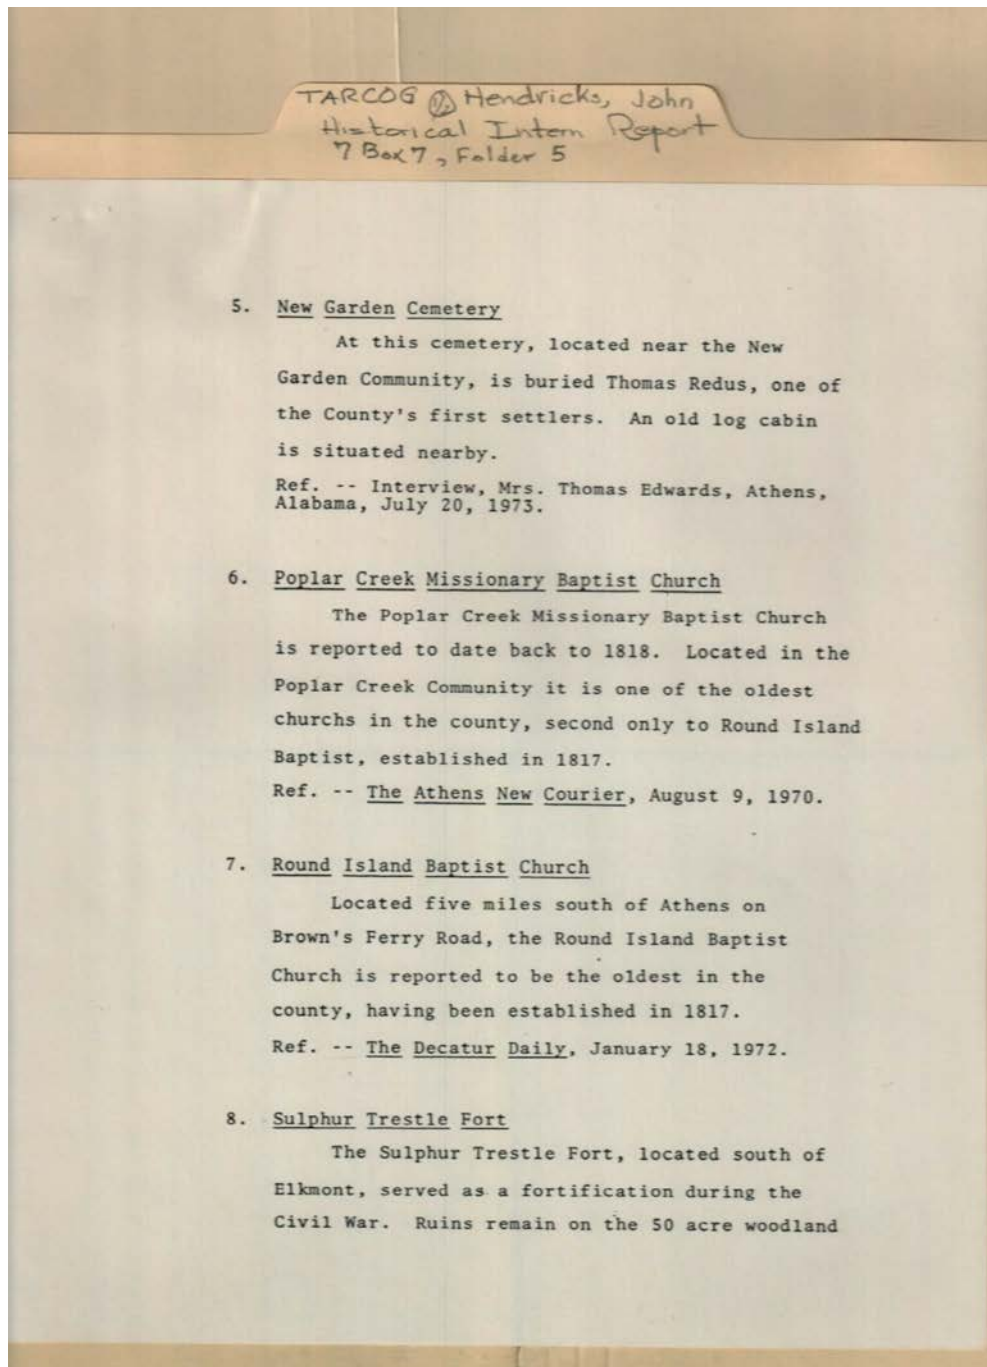 TARCOG Hendricks, John
Historical Intern Report
7 Box 7, Folder 5
5. New Garden Cemetery
At this cemetery, located near the New
Garden Community, is buried Thomas Redus, one of
the County's first settlers. An old log cabin
is situated nearby.
Ref. -- Interview, Mrs. Thomas Edwards, Athens,
Alabama, July 20, 1973.
6. Poplar Creek Missionary Baptist Church
The Poplar Creek Missionary Baptist Church
is reported to date back to 1818. Located in the
Poplar Creek Community it is one of the oldest
churchs in the county, second only to Round Island
Baptist, established in 1817.
Ref. -- The Athens New Courier, August 9, 1970.
7. Round Island Baptist Church
Located five miles south of Athens on
Brown's Ferry Road, the Round Island Baptist
Church is reported to be the oldest in the
county, having been established in 1817.
Ref. -- The Decatur Daily, January 18, 1972.
8. Sulphur Trestle Fort
The Sulphur Trestle Fort, located south of
Elkmont, served as a fortification during the
Civil War. Ruins remain on the 50 acre woodland